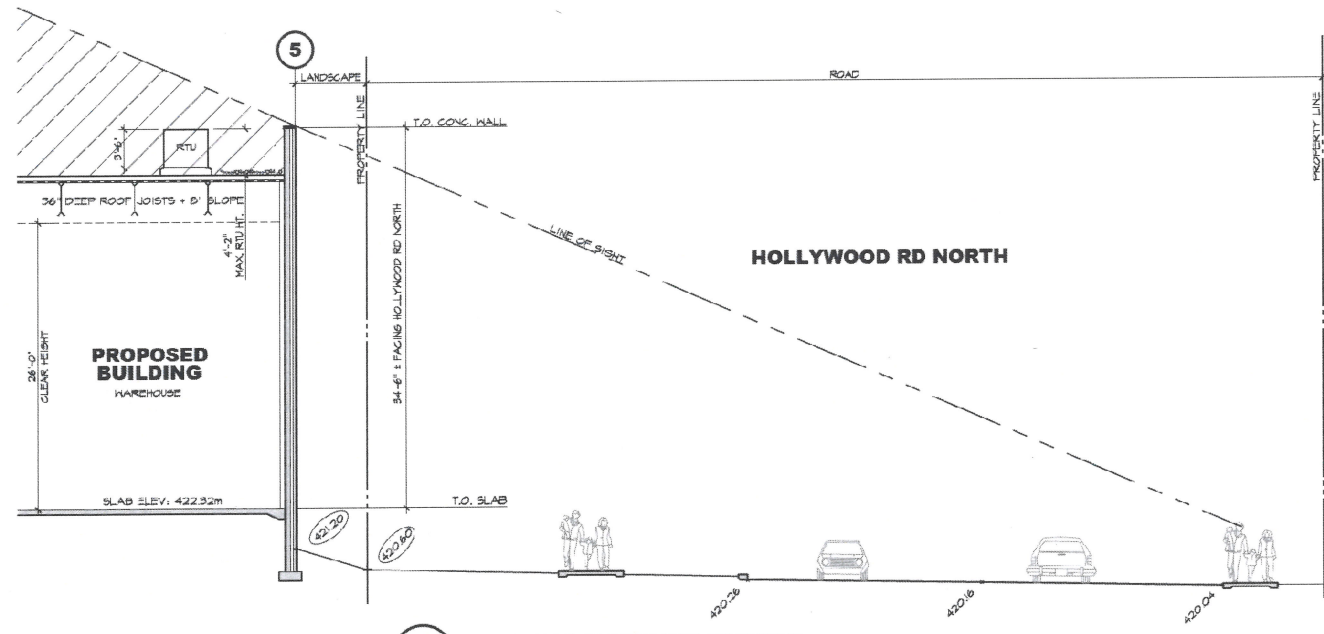 5
LANDSCAPE
ROAD
PROPERTY LINE
PROPERTY LINE
T.O. CONC. WALL
3'-6"
RTU
36" DEEP ROOF JOISTS + 8" SLOPE
4'-2"
MAX. RTU HT.
34'-6" ± FACING HOLLYWOOD RD NORTH
LINE OF SIGHT
HOLLYWOOD RD NORTH
26'-0"
CLEAR HEIGHT
PROPOSED
BUILDING
WAREHOUSE
SLAB ELEV: 422.32m
T.O. SLAB
421.20
420.60
420.26
420.16
420.04